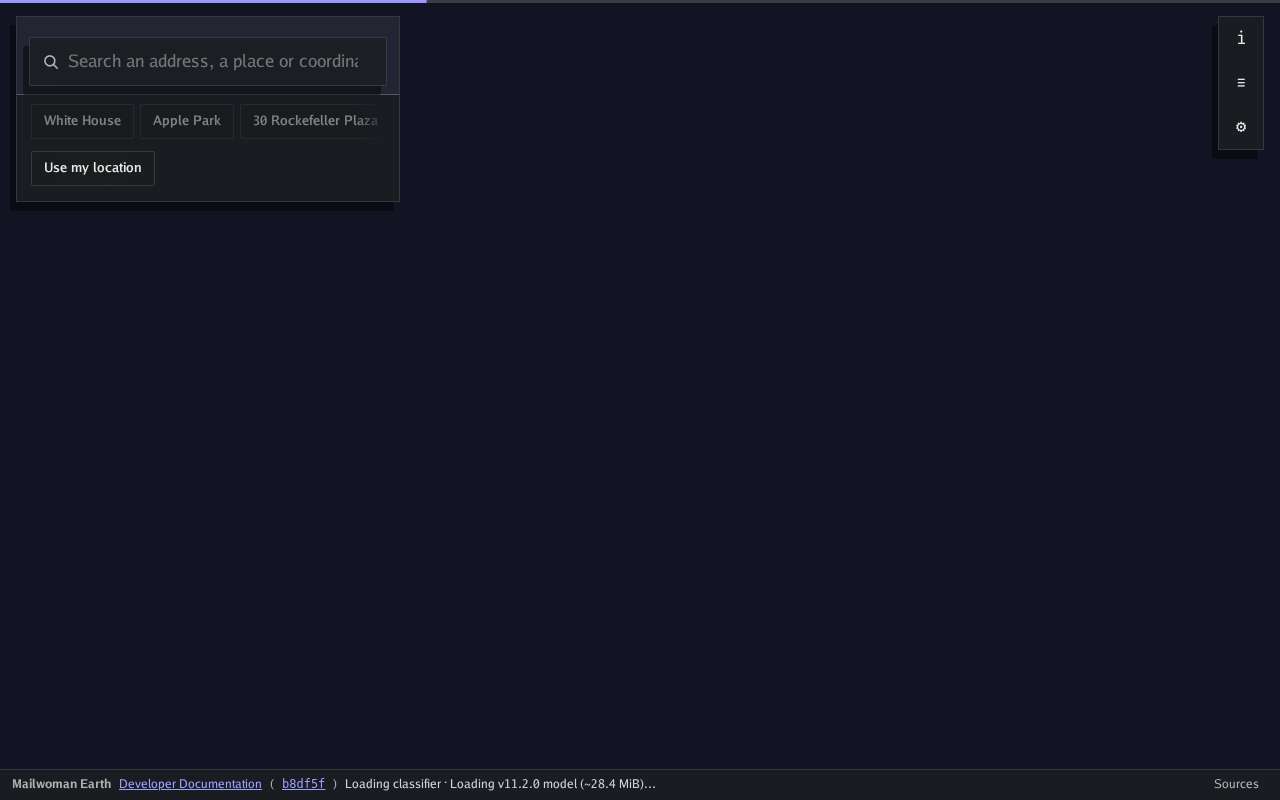 Search an address, a place or coordina
White House Apple Park 30 Rockefeller Plaza
Use my location
i
≡
⚙
Mailwoman Earth Developer Documentation ( b8df5f ) Loading classifier · Loading v11.2.0 model (~28.4 MiB)… Sources